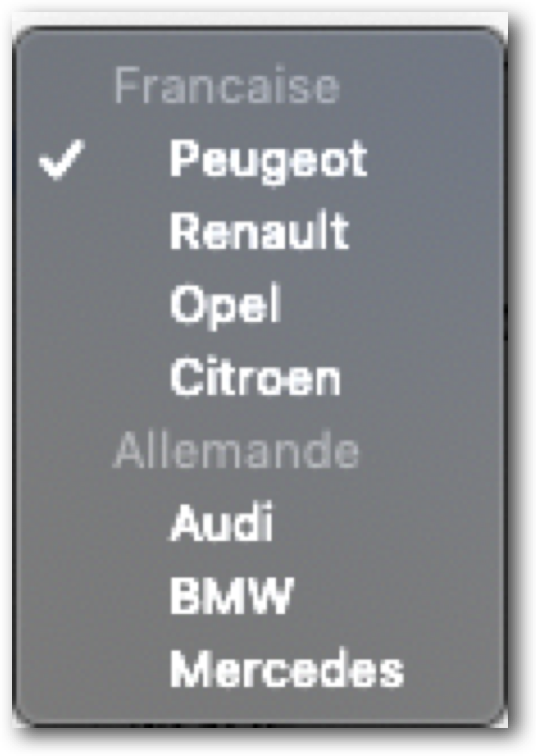 Francaise
Peugeot
Renault
Opel
Citroen
Allemande
Audi
BMW
Mercedes